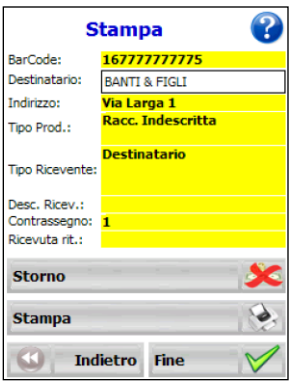 Stampa
BarCode: 167777777775
Destinatario: BANTI & FIGLI
Indirizzo: Via Larga 1
Tipo Prod.: Racc. Indescritta
Tipo Ricevente: Destinatario
Desc. Ricev.:
Contrassegno: 1
Ricevuta rit.:
Storno
Stampa
Indietro Fine